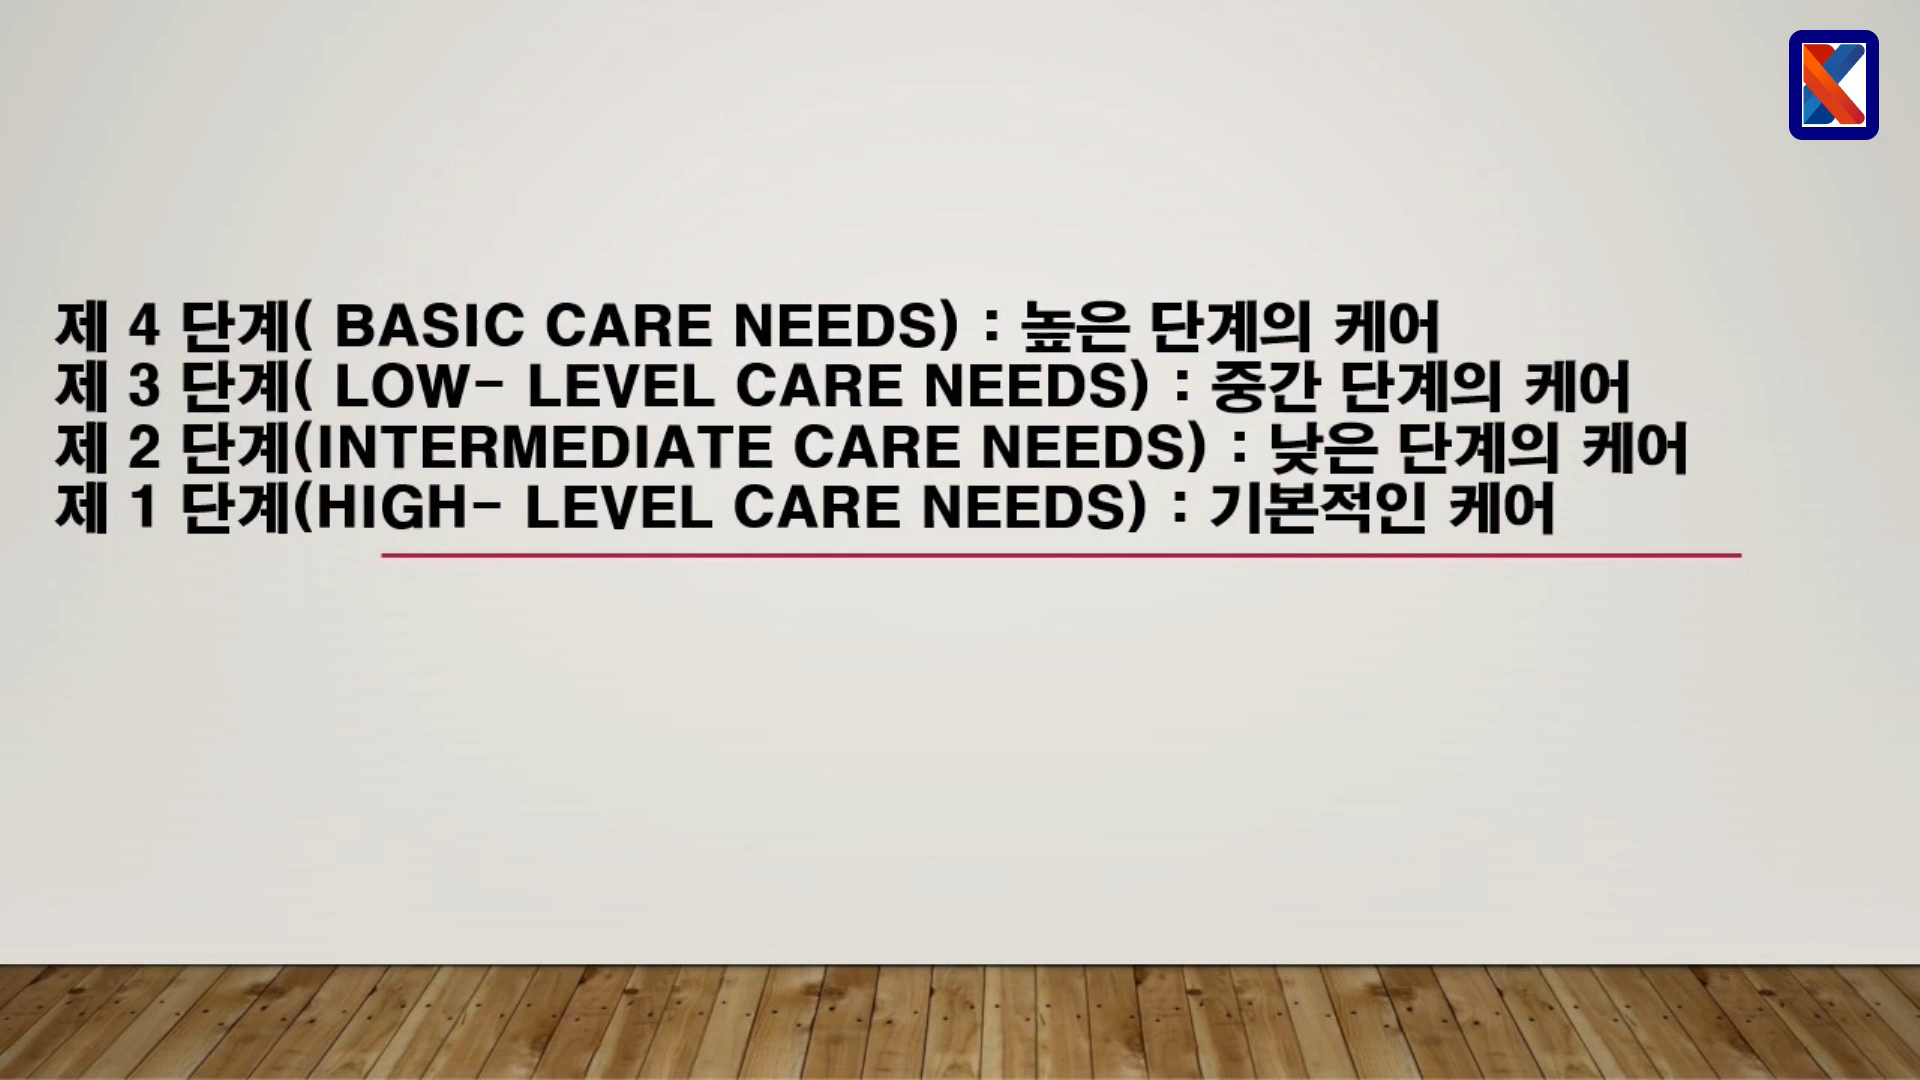 제 4 단계( BASIC CARE NEEDS) : 높은 단계의 케어
제 3 단계( LOW- LEVEL CARE NEEDS) : 중간 단계의 케어
제 2 단계(INTERMEDIATE CARE NEEDS) : 낮은 단계의 케어
제 1 단계(HIGH- LEVEL CARE NEEDS) : 기본적인 케어